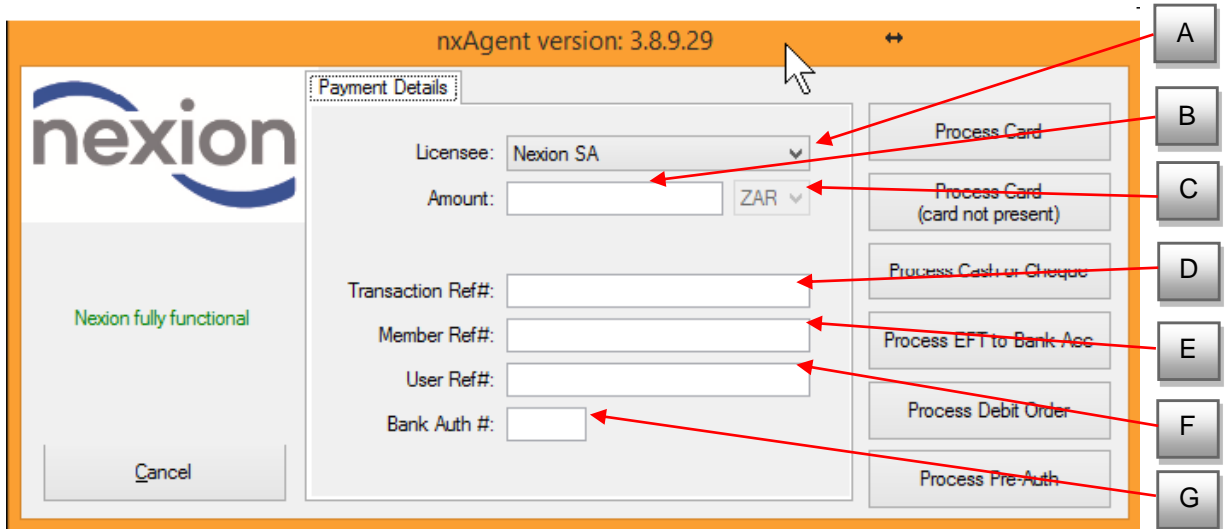 nxAgent version: 3.8.9.29
A
nexion
Payment Details
B
Process Card
Licensee: Nexion SA
C
Amount: ZAR
Process Card
(card not present)
D
Process Cash or Cheque
Transaction Ref#:
Nexion fully functional
Member Ref#:
Process EFT to Bank Acc
E
User Ref#:
Process Debit Order
Bank Auth #:
F
Cancel
Process Pre-Auth
G